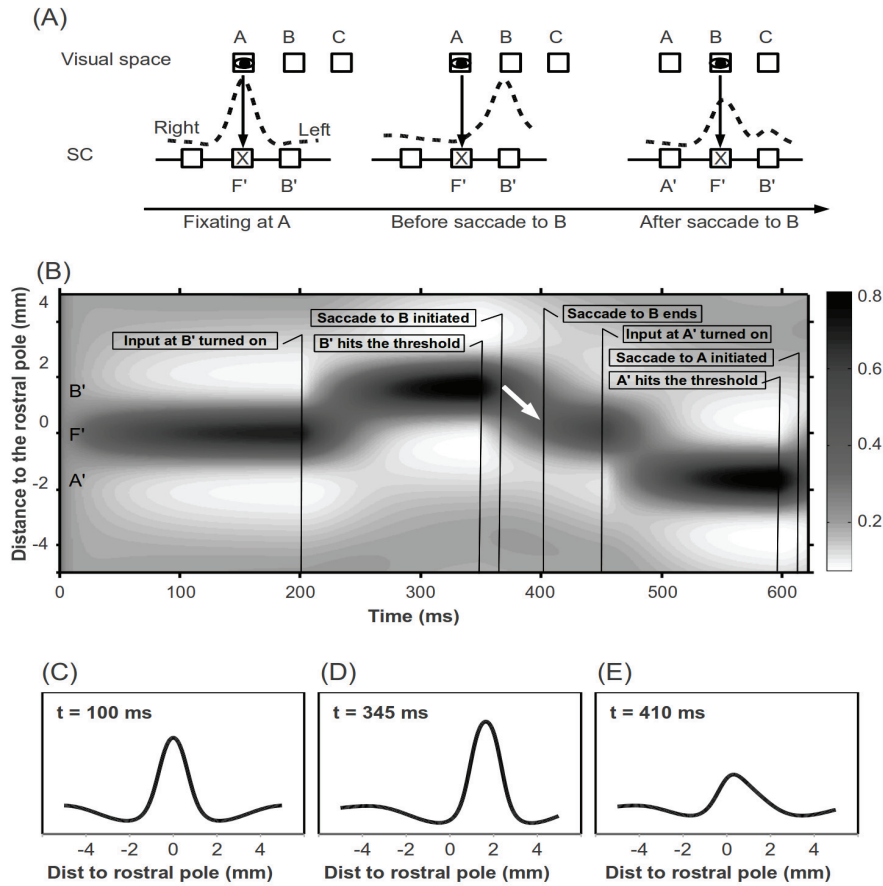 (A)
A B C A B C A B C
Visual space
Right Left
SC
X X X
F' B' F' B' A' F' B'
Fixating at A Before saccade to B After saccade to B
(B)
Distance to the rostral pole (mm)
4
2
0
-2
-4
B'
F'
A'
Input at B' turned on
Saccade to B initiated
B' hits the threshold
Saccade to B ends
Input at A' turned on
Saccade to A initiated
A' hits the threshold
0.8
0.6
0.4
0.2
0 100 200 300 400 500 600
Time (ms)
(C) (D) (E)
t = 100 ms t = 345 ms t = 410 ms
-4 -2 0 2 4 -4 -2 0 2 4 -4 -2 0 2 4
Dist to rostral pole (mm) Dist to rostral pole (mm) Dist to rostral pole (mm)